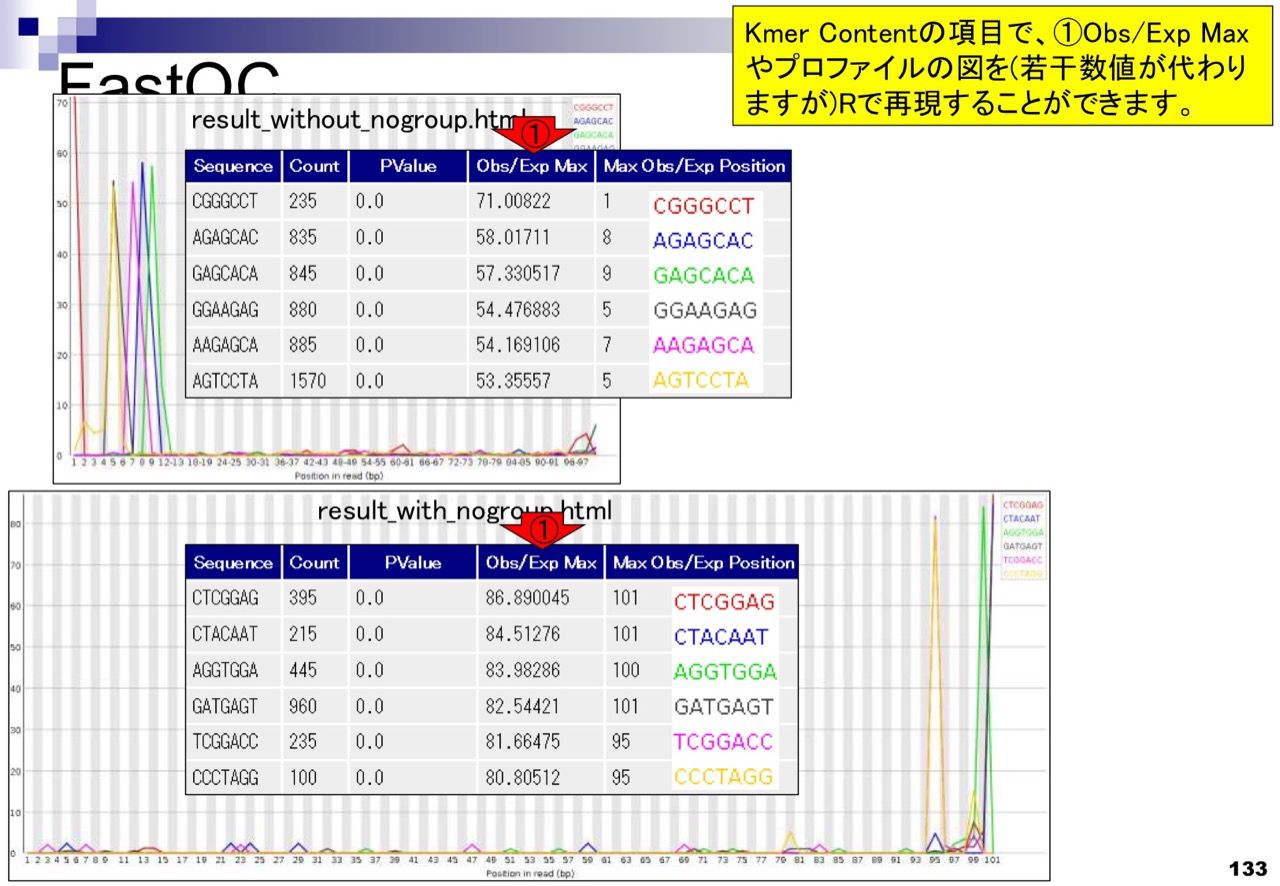 Kmer Contentの項目で、①Obs/Exp Max
やプロファイルの図を(若干数値が代わり
ますが)Rで再現することができます。
FastQC
result_without_nogroup.html
①
CGGGCCT
AGAGCAC
GAGCACA
GGAAGAG
70
60
50
40
30
20
10
0
Sequence Count PValue Obs/Exp Max Max Obs/Exp Position
CGGGCCT 235 0.0 71.00822 1 CGGGCCT
AGAGCAC 835 0.0 58.01711 8 AGAGCAC
GAGCACA 845 0.0 57.330517 9 GAGCACA
GGAAGAG 880 0.0 54.476883 5 GGAAGAG
AAGAGCA 885 0.0 54.169106 7 AAGAGCA
AGTCCTA 1570 0.0 53.35557 5 AGTCCTA
1 2 3 4 5 6 7 8 9 12-13 18-19 24-25 30-31 36-37 42-43 48-49 54-55 60-61 66-67 72-73 78-79 84-85 90-91 96-97
Position in read (bp)
result_with_nogroup.html
①
CTCGGAG
CTACAAT
AGGTGGA
GATGAGT
TCGGACC
CCCTAGG
80
70
60
50
40
30
20
10
0
Sequence Count PValue Obs/Exp Max Max Obs/Exp Position
CTCGGAG 395 0.0 86.890045 101 CTCGGAG
CTACAAT 215 0.0 84.51276 101 CTACAAT
AGGTGGA 445 0.0 83.98286 100 AGGTGGA
GATGAGT 960 0.0 82.54421 101 GATGAGT
TCGGACC 235 0.0 81.66475 95 TCGGACC
CCCTAGG 100 0.0 80.80512 95 CCCTAGG
1 2 3 4 5 6 7 8 9 11 13 15 17 19 21 23 25 27 29 31 33 35 37 39 41 43 45 47 49 51 53 55 57 59 61 63 65 67 69 71 73 75 77 79 81 83 85 87 89 91 93 95 97 99 101
Position in read (bp)
133